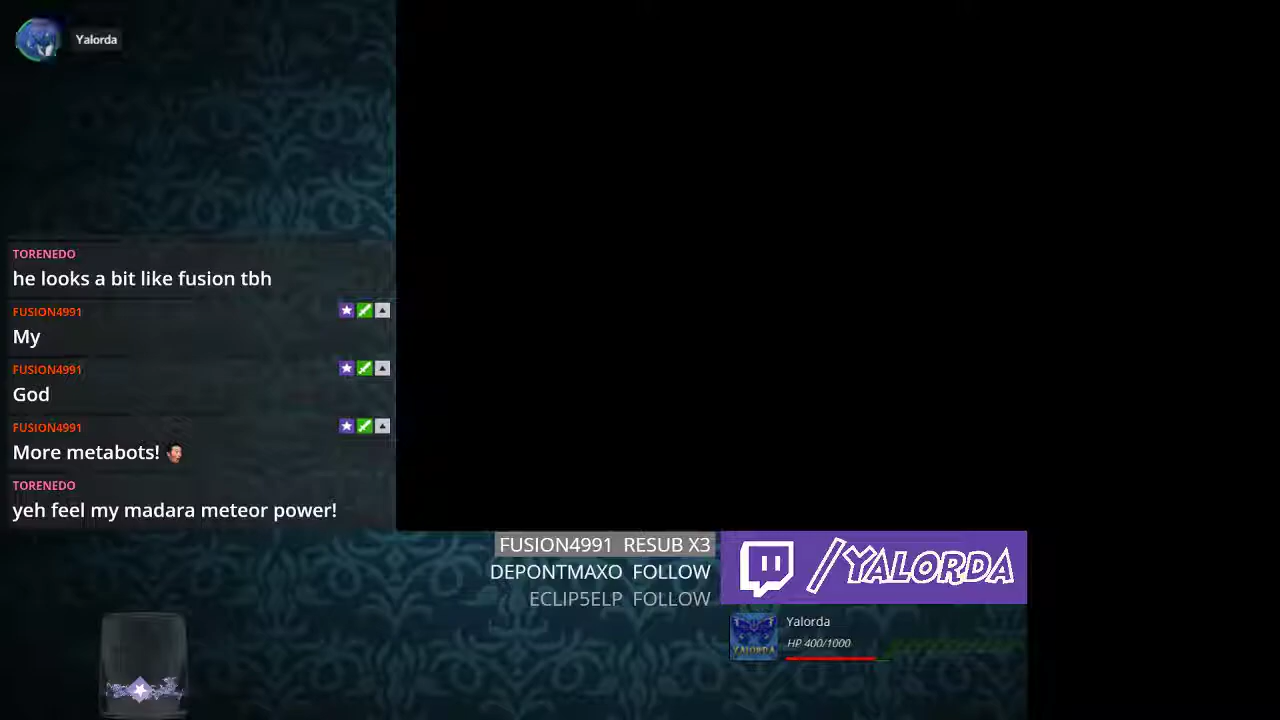 Yalorda
TORENEDO
he looks a bit like fusion tbh
FUSION4991
My
FUSION4991
God
FUSION4991
More metabots!
TORENEDO
yeh feel my madara meteor power!
FUSION4991 RESUB X3
DEPONTMAXO FOLLOW
ECLIP5ELP FOLLOW
/YALORDA
Yalorda
HP 400/1000
YALORDA